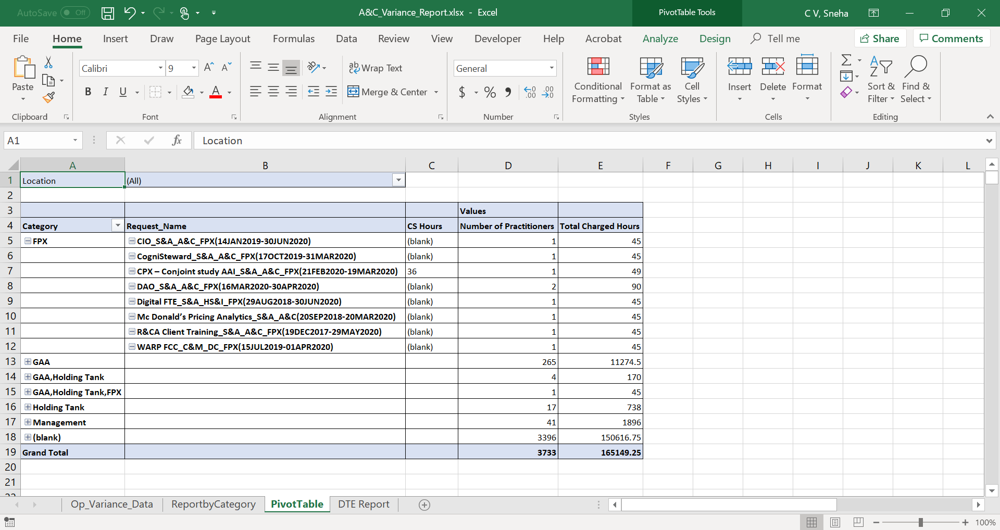 AutoSave Off A&C_Variance_Report.xlsx - Excel PivotTable Tools C V, Sneha
File Home Insert Draw Page Layout Formulas Data Review View Developer Help Acrobat Analyze Design Tell me Share Comments
Calibri 9 A A ab Wrap Text General
Paste B I U A Merge & Center $ % .00 .00 Conditional Formatting Format as Table Cell Styles Insert Delete Format Sort & Filter Find & Select
Clipboard Font Alignment Number Styles Cells Editing
A1 fx Location
A B C D E F G H I J K L
1 Location (All)
2
3 Values
4 Category Request_Name CS Hours Number of Practitioners Total Charged Hours
5 FPX CIO_S&A_A&C_FPX(14JAN2019-30JUN2020) (blank) 1 45
6 CogniSteward_S&A_A&C_FPX(17OCT2019-31MAR2020) (blank) 1 45
7 CPX – Conjoint study AAI_S&A_A&C_FPX(21FEB2020-19MAR2020) 36 1 49
8 DAO_S&A_A&C_FPX(16MAR2020-30APR2020) (blank) 2 90
9 Digital FTE_S&A_HS&I_FPX(29AUG2018-30JUN2020) (blank) 1 45
10 Mc Donald’s Pricing Analytics_S&A_A&C(20SEP2018-20MAR2020) (blank) 1 45
11 R&CA Client Training_S&A_A&C_FPX(19DEC2017-29MAY2020) (blank) 1 45
12 WARP FCC_C&M_DC_FPX(15JUL2019-01APR2020) (blank) 1 45
13 GAA 265 11274.5
14 GAA,Holding Tank 4 170
15 GAA,Holding Tank,FPX 1 45
16 Holding Tank 17 738
17 Management 41 1896
18 (blank) 3396 150616.75
19 Grand Total 3733 165149.25
20
21
22
Op_Variance_Data ReportbyCategory PivotTable DTE Report
100%